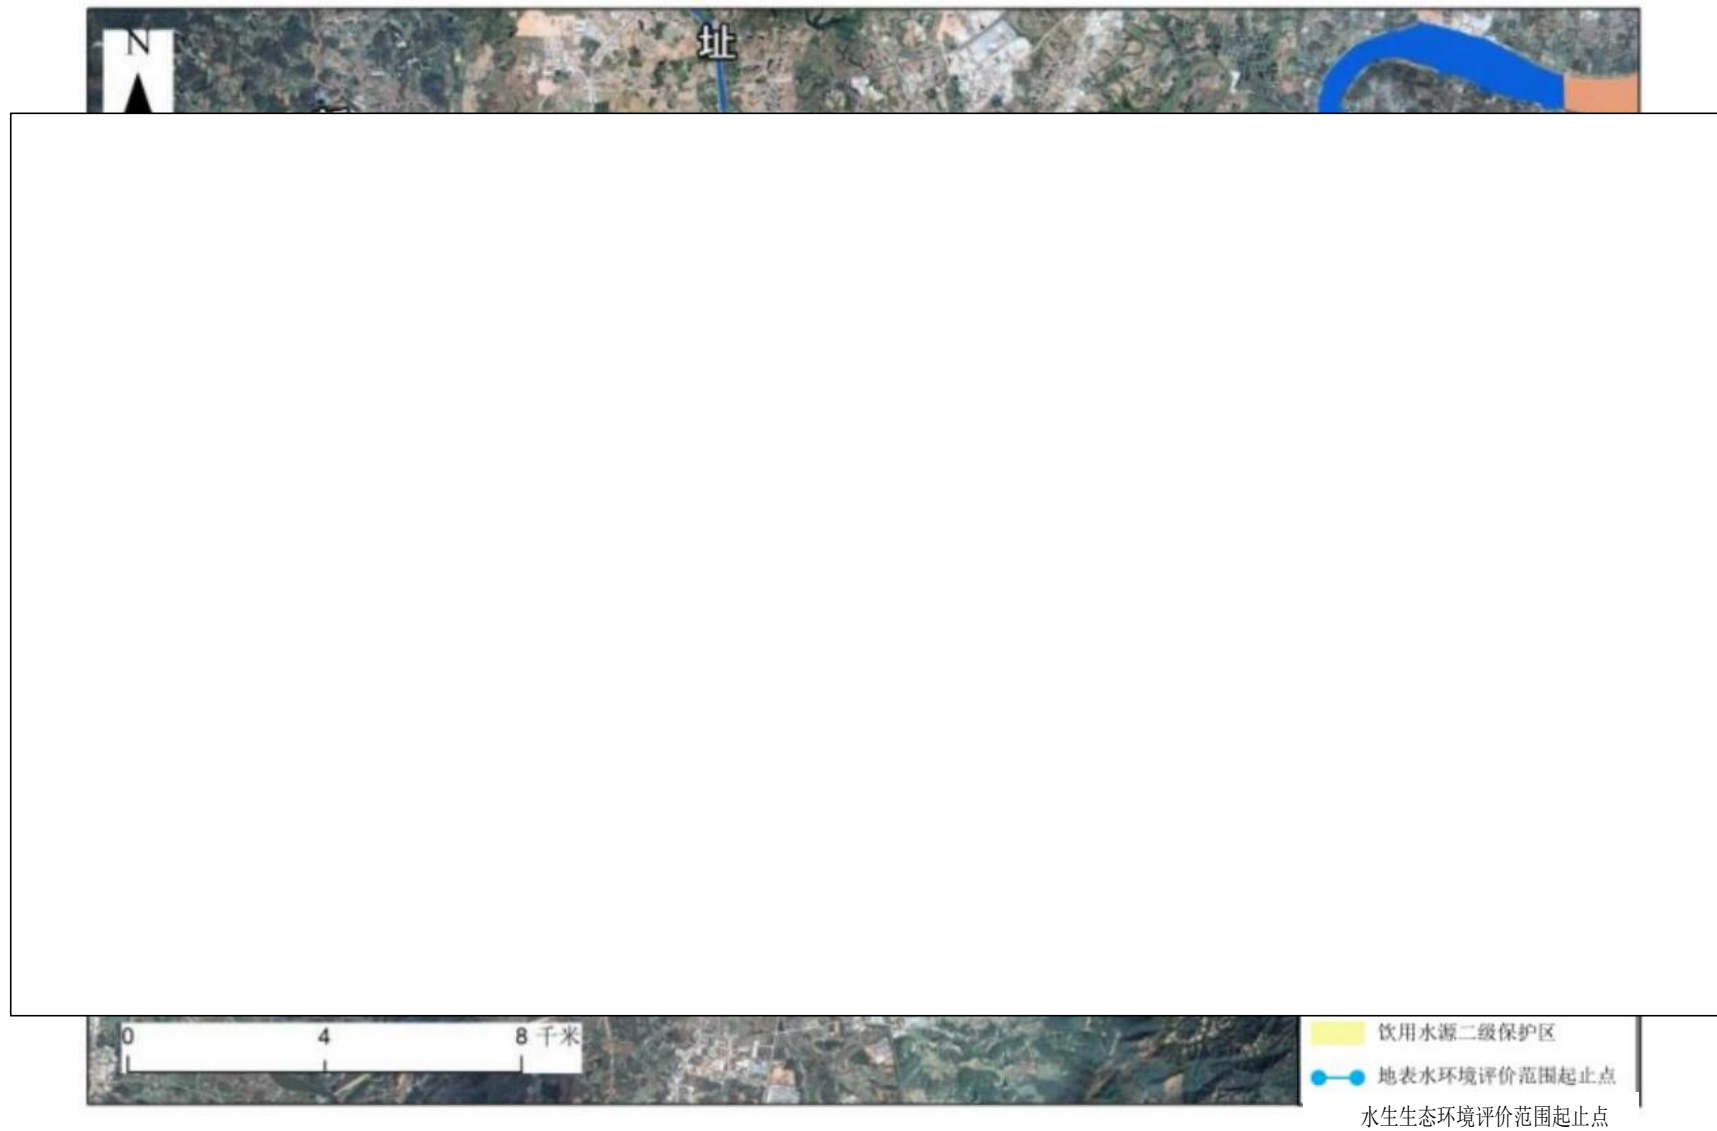 址
N
0 4 8 千米
饮用水源二级保护区
地表水环境评价范围起止点
水生生态环境评价范围起止点